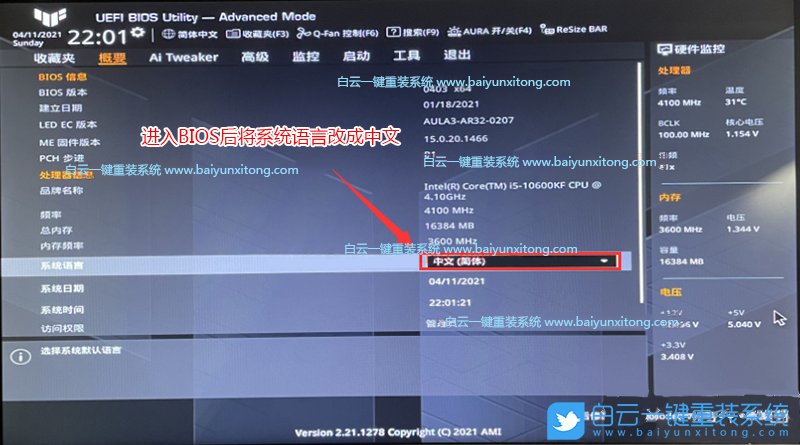 UEFI BIOS Utility — Advanced Mode
04/11/2021
Sunday
22:01
简体中文
收藏夹(F3)
Q-Fan 控制(F6)
搜索(F9)
AURA 开/关(F4)
ReSize BAR
收藏夹 概要 Ai Tweaker 高级 监控 启动 工具 退出
硬件监控
白云一键重装系统 www.baiyunxitong.com
BIOS 信息
BIOS 版本
0403 x64
建立日期
01/18/2021
LED EC 版本
AULA3-AR32-0207
ME 固件版本
15.0.20.1466
PCH 步进
进入BIOS后将系统语言改成中文
白云一键重装系统 www.baiyunxitong.com
白云一键重装系统 www.baiyunxitong.com
处理器信息
品牌名称
Intel(R) Core(TM) i5-10600KF CPU @
4.10GHz
频率
4100 MHz
总内存
16384 MB
内存频率
3600 MHz
白云一键重装系统 www.baiyunxitong.com
系统语言
中文 (简体)
系统日期
04/11/2021
系统时间
22:01:21
访问权限
白云一键重装系统 www.baiyunxitong.com
选择系统默认语言
处理器
频率 温度
4100 MHz 31°C
BCLK 核心电压
100.00 MHz 1.154 V
内存
频率 电压
3600 MHz 1.344 V
容量
16384 MB
电压
+12V +5V
5.040 V
+3.3V
3.408 V
Version 2.21.1278 Copyright (C) 2021 AMI
白云一键重装系统
www.baiyunxitong.com